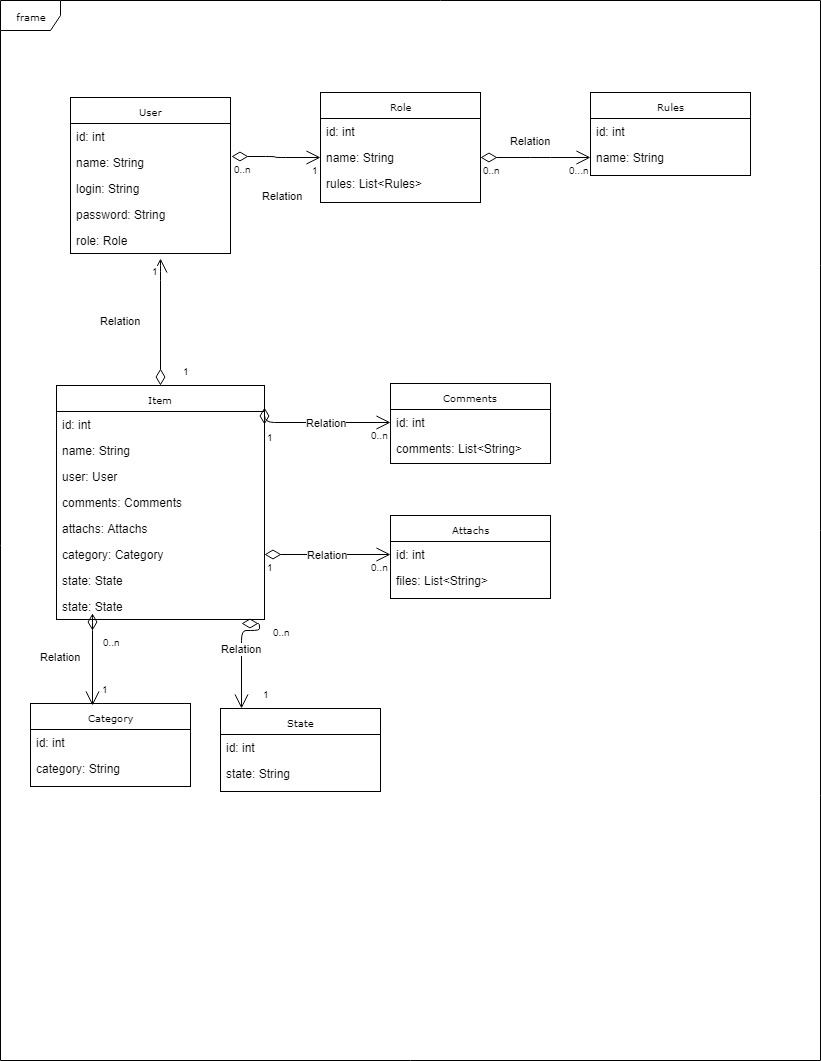 frame
User
id: int
name: String
login: String
password: String
role: Role
0..n
1
Relation
Role
id: int
name: String
rules: List<Rules>
Relation
0..n
0...n
Rules
id: int
name: String
1
Relation
1
Item
id: int
name: String
user: User
comments: Comments
attachs: Attachs
category: Category
state: State
state: State
Relation
1
0..n
Comments
id: int
comments: List<String>
Relation
1
0..n
Attachs
id: int
files: List<String>
0..n
Relation
1
0..n
Relation
1
Category
id: int
category: String
State
id: int
state: String